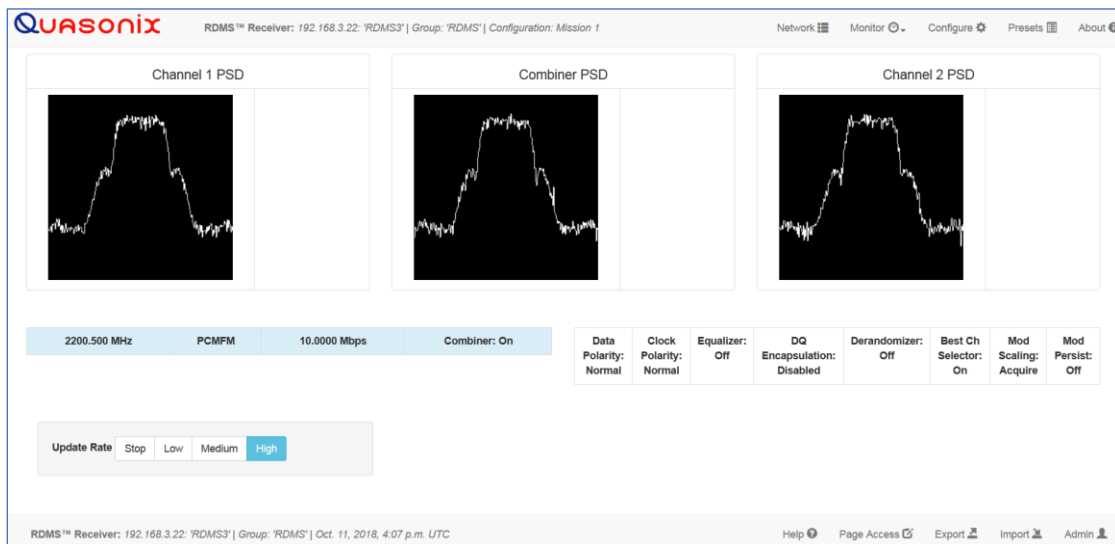 QUASONIX
RDMS™ Receiver: 192.168.3.22: 'RDMS3' | Group: 'RDMS' | Configuration: Mission 1
Network Monitor Configure Presets About
Channel 1 PSD
Combiner PSD
Channel 2 PSD
2200.500 MHz PCMFM 10.0000 Mbps Combiner: On
Data Polarity: Normal
Clock Polarity: Normal
Equalizer: Off
DQ Encapsulation: Disabled
Derandomizer: Off
Best Ch Selector: On
Mod Scaling: Acquire
Mod Persist: Off
Update Rate Stop Low Medium High
RDMS™ Receiver: 192.168.3.22: 'RDMS3' | Group: 'RDMS' | Oct. 11, 2018, 4:07 p.m. UTC
Help Page Access Export Import Admin